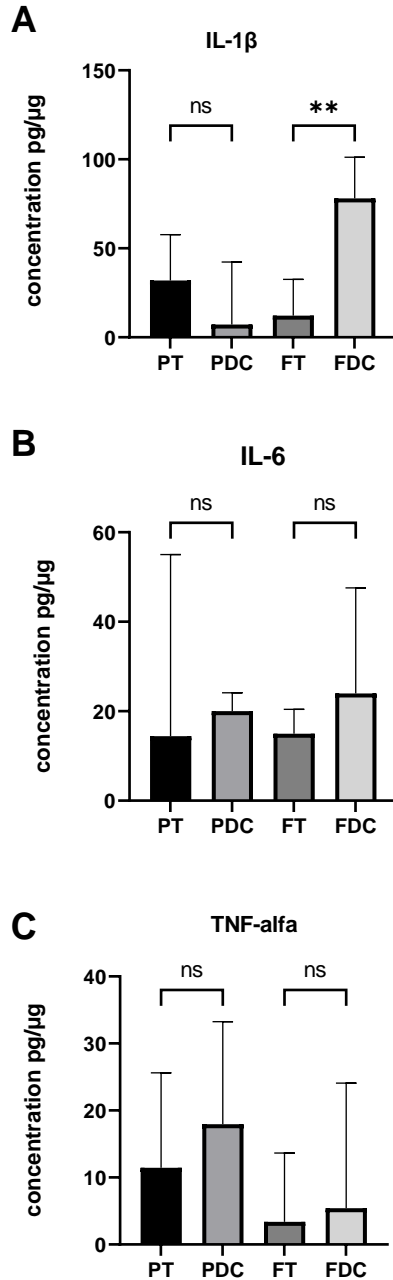 A
IL-1β
concentration pg/μg
150
100
50
0
ns
**
PT PDC FT FDC
B
IL-6
concentration pg/μg
60
40
20
0
ns ns
PT PDC FT FDC
C
TNF-alfa
concentration pg/μg
40
30
20
10
0
ns ns
PT PDC FT FDC